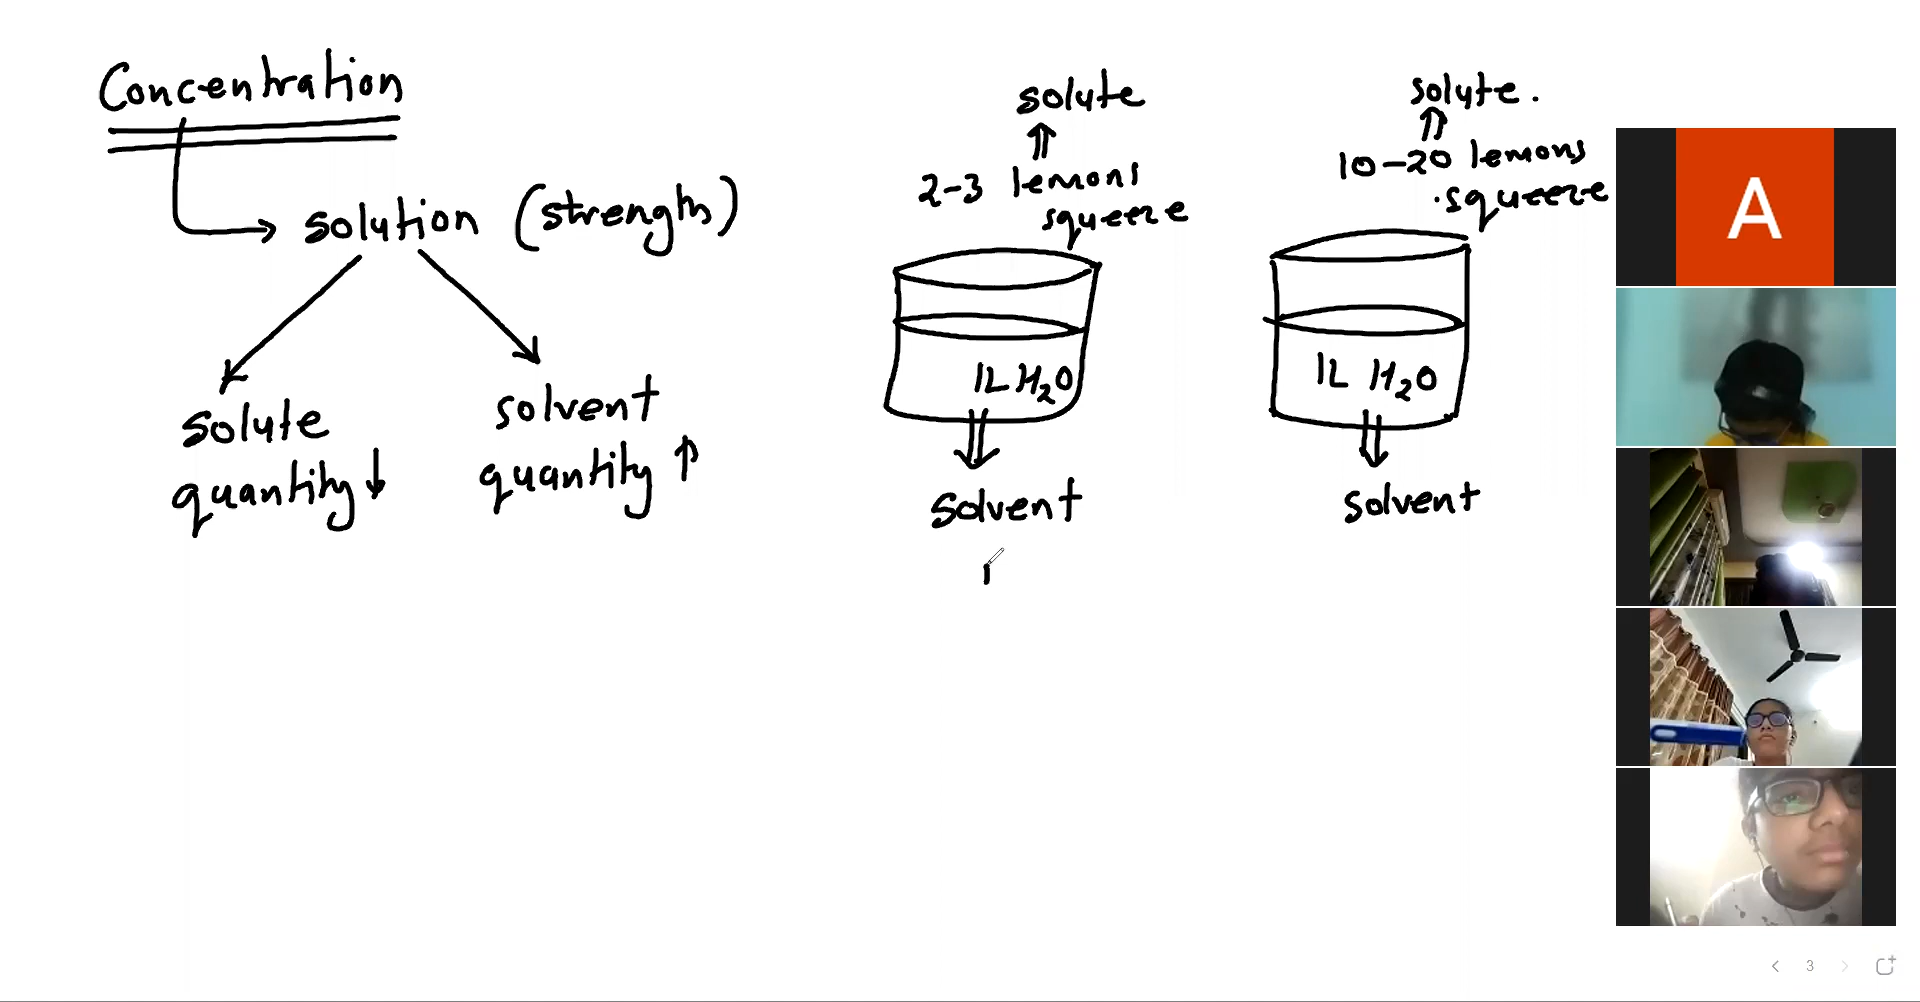 Concentration
solution (strength)
solute
quantity ↓
solvent
quantity ↑
solute
2-3 lemons
squeeze
1L H₂O
solvent
solute.
10-20 lemons
squeeze
1L H₂O
solvent
A
3